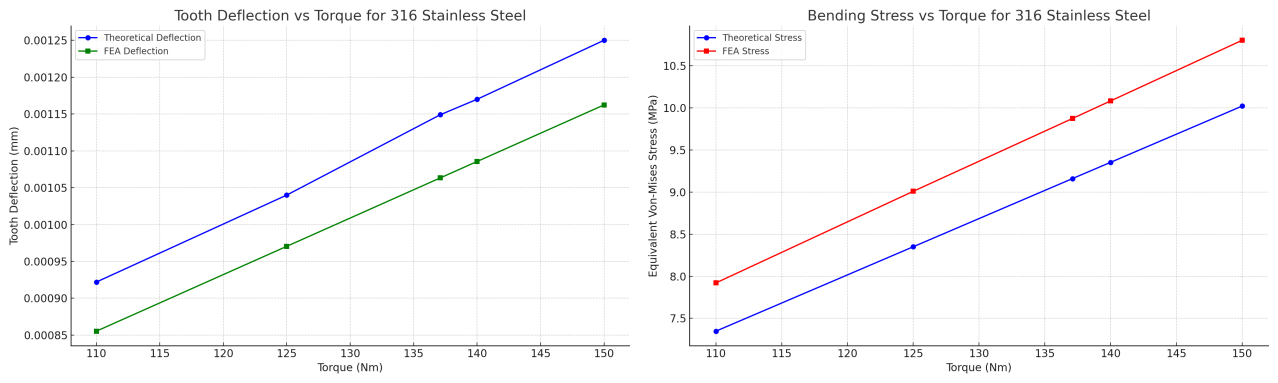 Tooth Deflection vs Torque for 316 Stainless Steel
Theoretical Deflection
FEA Deflection
0.00125
0.00120
0.00115
0.00110
0.00105
0.00100
0.00095
0.00090
0.00085
Tooth Deflection (mm)
110 115 120 125 130 135 140 145 150
Torque (Nm)
Bending Stress vs Torque for 316 Stainless Steel
Theoretical Stress
FEA Stress
10.5
10.0
9.5
9.0
8.5
8.0
7.5
Equivalent Von-Mises Stress (MPa)
110 115 120 125 130 135 140 145 150
Torque (Nm)